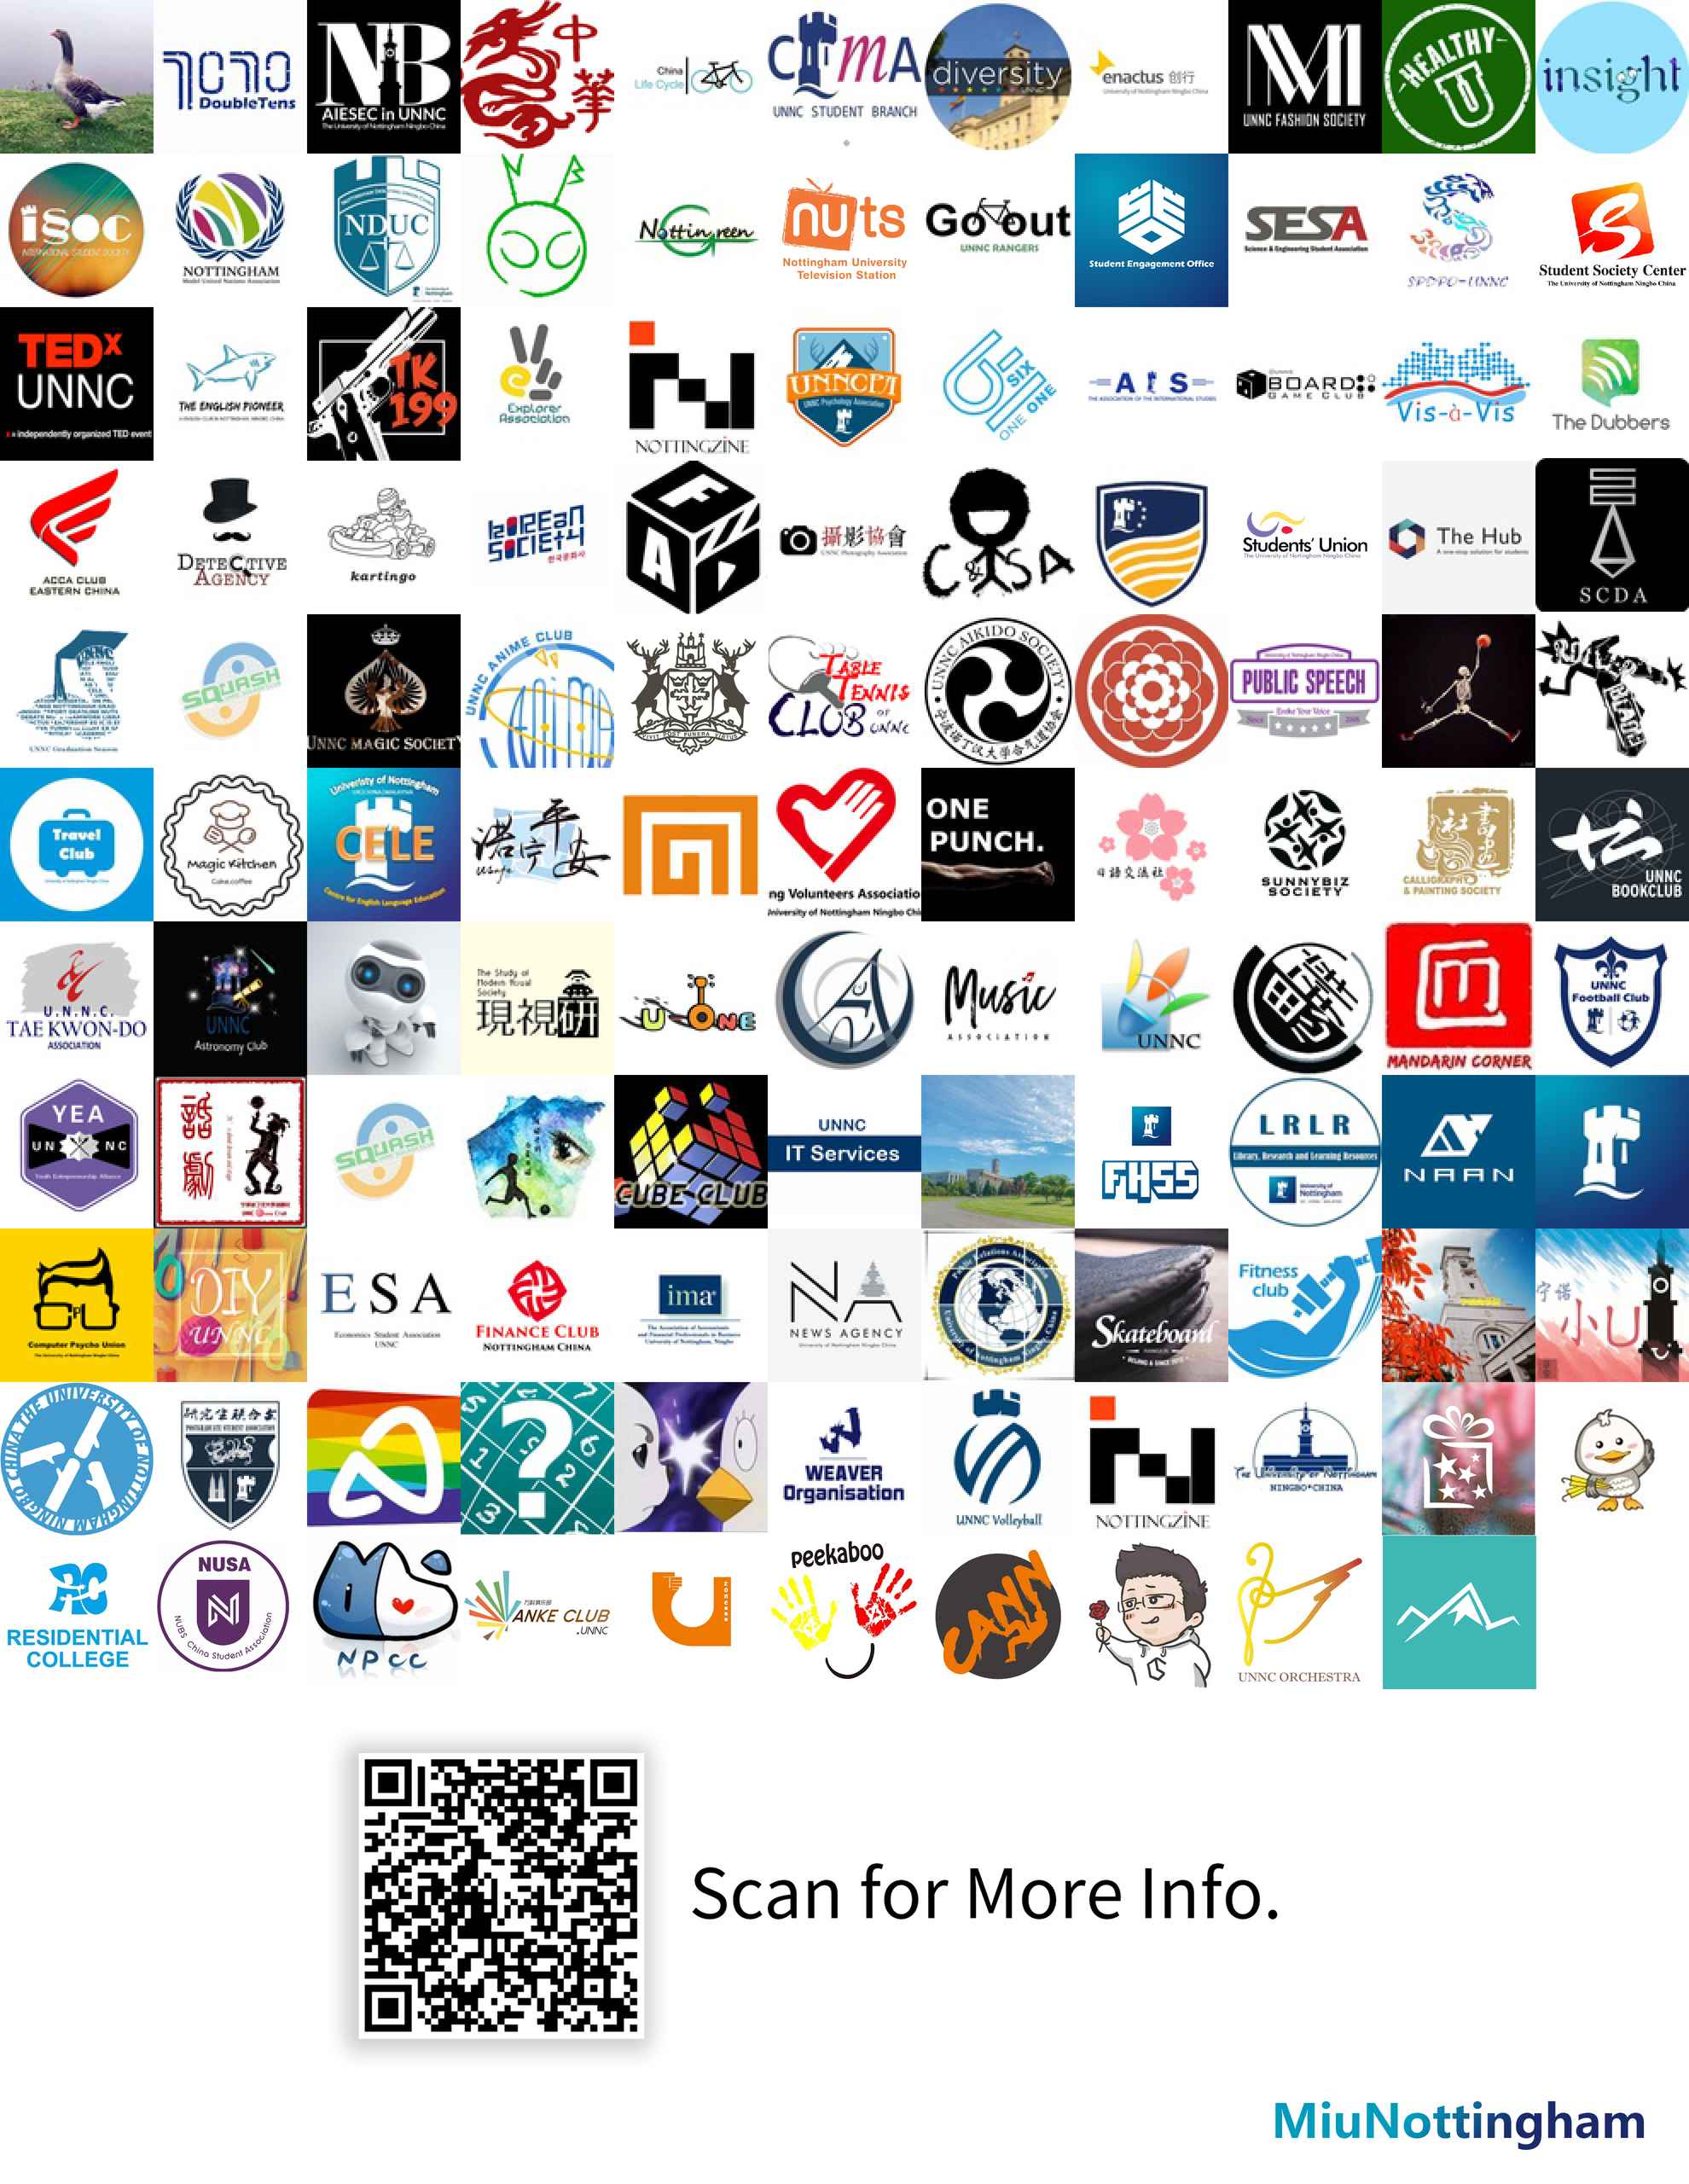 DoubleTens
NB
AIESEC in UNNC
The University of Nottingham Ningbo China
中
華
China
Life Cycle
CIMA
UNNC STUDENT BRANCH
diversity
UNNC
enactus 创行
University of Nottingham Ningbo China
UNNC FASHION SOCIETY
HEALTHY
U
insight
isoc
INTERNATIONAL STUDENT SOCIETY
NOTTINGHAM
Model United Nations Association
NDUC
N B
Nottingreen
nuts
Nottingham University
Television Station
Go out
UNNC RANGERS
SEO
Student Engagement Office
SESA
Science & Engineering Student Association
SPDPO-UNNC
S
Student Society Center
The University of Nottingham Ningbo China
TEDx
UNNC
x = independently organized TED event
THE ENGLISH PIONEER
TK
199
Explorer
Association
NOTTINGZINE
UNNCPA
UNNC Psychology Association
SIX
ONE ONE
AIS
THE ASSOCIATION OF THE INTERNATIONAL STUDIES
BOARD
GAME CLUB
Vis-à-Vis
The Dubbers
ACCA CLUB
EASTERN CHINA
DETECTIVE
AGENCY
kartingo
KOREAN
SOCIETY
한국문화사
攝影協會
UNNC Photography Association
C&SA
Students' Union
The University of Nottingham Ningbo China
The Hub
A one-stop solution for students
SCDA
UNNC Graduation Season
SQUASH
UNNC MAGIC SOCIETY
UNNC ANIME CLUB
anime
TABLE
TENNIS
CLUB OF UNNC
UNNC AIKIDO SOCIETY
宁波诺丁汉大学合气道协会
University of Nottingham Ningbo China
PUBLIC SPEECH
Evoke Your Voice
Travel
Club
Magic Kitchen
Cake.coffee
University of Nottingham
CELE
Centre for English Language Education
平
安
ng Volunteers Associatio
University of Nottingham Ningbo Chi
ONE
PUNCH.
日語交流社
SUNNYBIZ
SOCIETY
CALLIGRAPHY
& PAINTING SOCIETY
UNNC
BOOKCLUB
U.N.N.C.
TAE KWON-DO
ASSOCIATION
UNNC
Astronomy Club
The Study of
Modern Visual
Society
現視研
U-ONE
Music
ASSOCIATION
UNNC
MANDARIN CORNER
UNNC
Football Club
YEA
UN NC
Youth Entrepreneurship Alliance
話劇
SQUASH
CUBE CLUB
UNNC
IT Services
FHSS
LRLR
Library, Research and Learning Resources
University of
Nottingham
NAAN
CPU
Computer Psycho Union
The University of Nottingham Ningbo China
DIY
UNNC
ESA
Economics Student Association
UNNC
FINANCE CLUB
NOTTINGHAM CHINA
ima
The Association of Accountants
and Financial Professionals in Business
University of Nottingham, Ningbo
NA
NEWS AGENCY
University of Nottingham Ningbo China
Public Relations Association
University of Nottingham Ningbo, China
Skateboard
Fitness
club
宁诺
小U
THE UNIVERSITY OF NOTTINGHAM NINGBO CHINA
研究生联合会
POSTGRADUATE STUDENT ASSOCIATION
?
WEAVER
Organisation
UNNC Volleyball
NOTTINGZINE
THE UNIVERSITY OF NOTTINGHAM
NINGBO•CHINA
RC
RESIDENTIAL
COLLEGE
NUSA
NUBS China Student Association
NPCC
ANKE CLUB
.UNNC
peekaboo
CANN
UNNC ORCHESTRA
Scan for More Info.
MiuNottingham